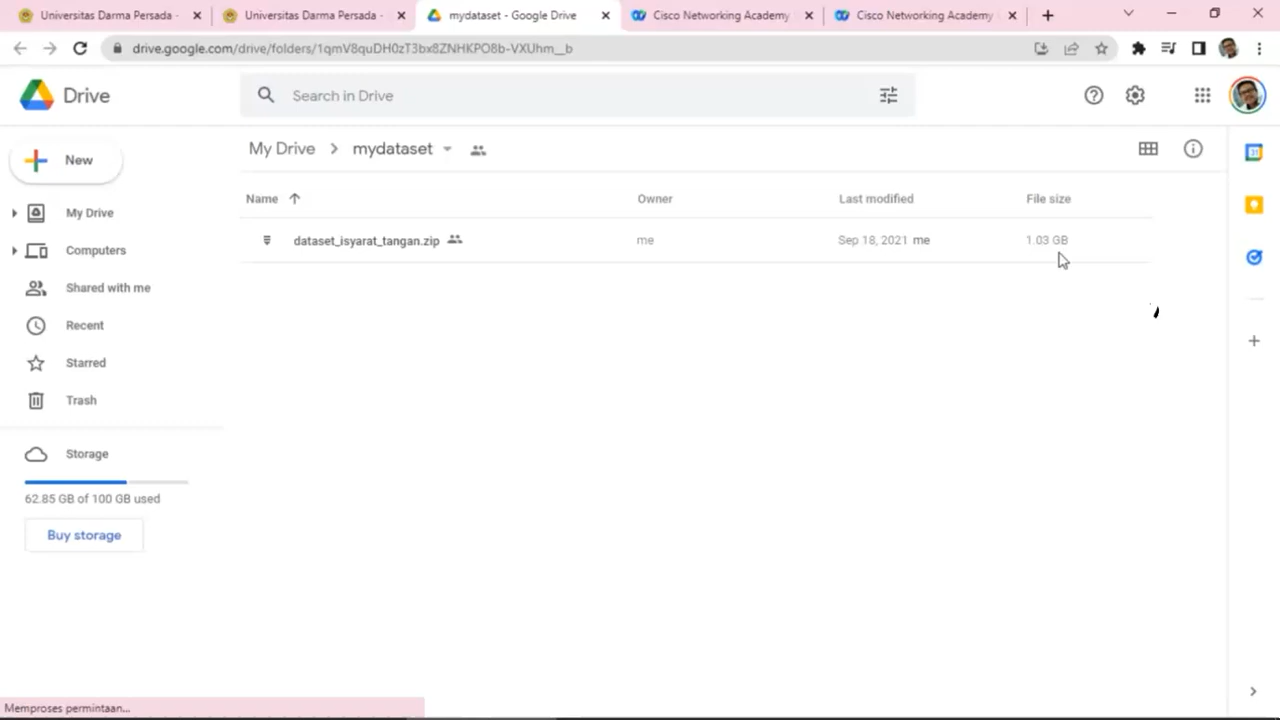 Universitas Darma Persada -
Universitas Darma Persada -
mydataset - Google Drive
Cisco Networking Academy
Cisco Networking Academy
drive.google.com/drive/folders/1qmV8quDH0zT3bx8ZNHKPO8b-VXUhm__b
Drive
Search in Drive
New
My Drive
Computers
Shared with me
Recent
Starred
Trash
Storage
62.85 GB of 100 GB used
Buy storage
My Drive > mydataset
Name Owner Last modified File size
dataset_isyarat_tangan.zip me Sep 18, 2021 me 1.03 GB
31
Memproses permintaan...